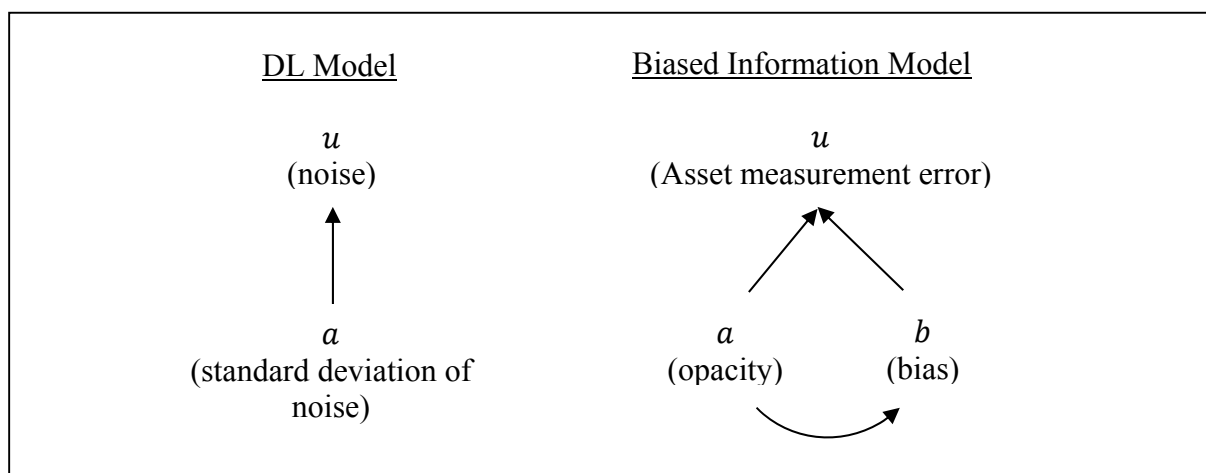 DL Model
𝑢
(noise)
𝑎
(standard deviation of
noise)
Biased Information Model
𝑢
(Asset measurement error)
𝑎
(opacity)
𝑏
(bias)